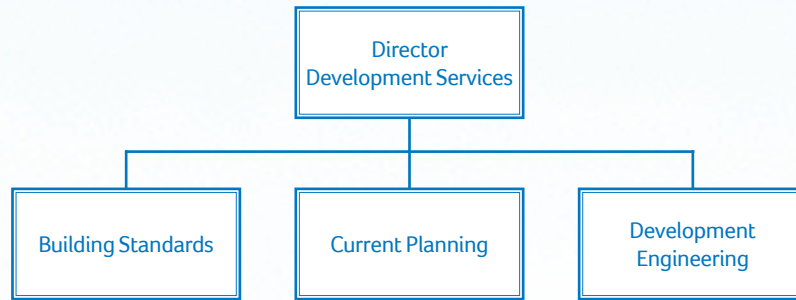 Director
Development Services
Building Standards
Current Planning
Development
Engineering